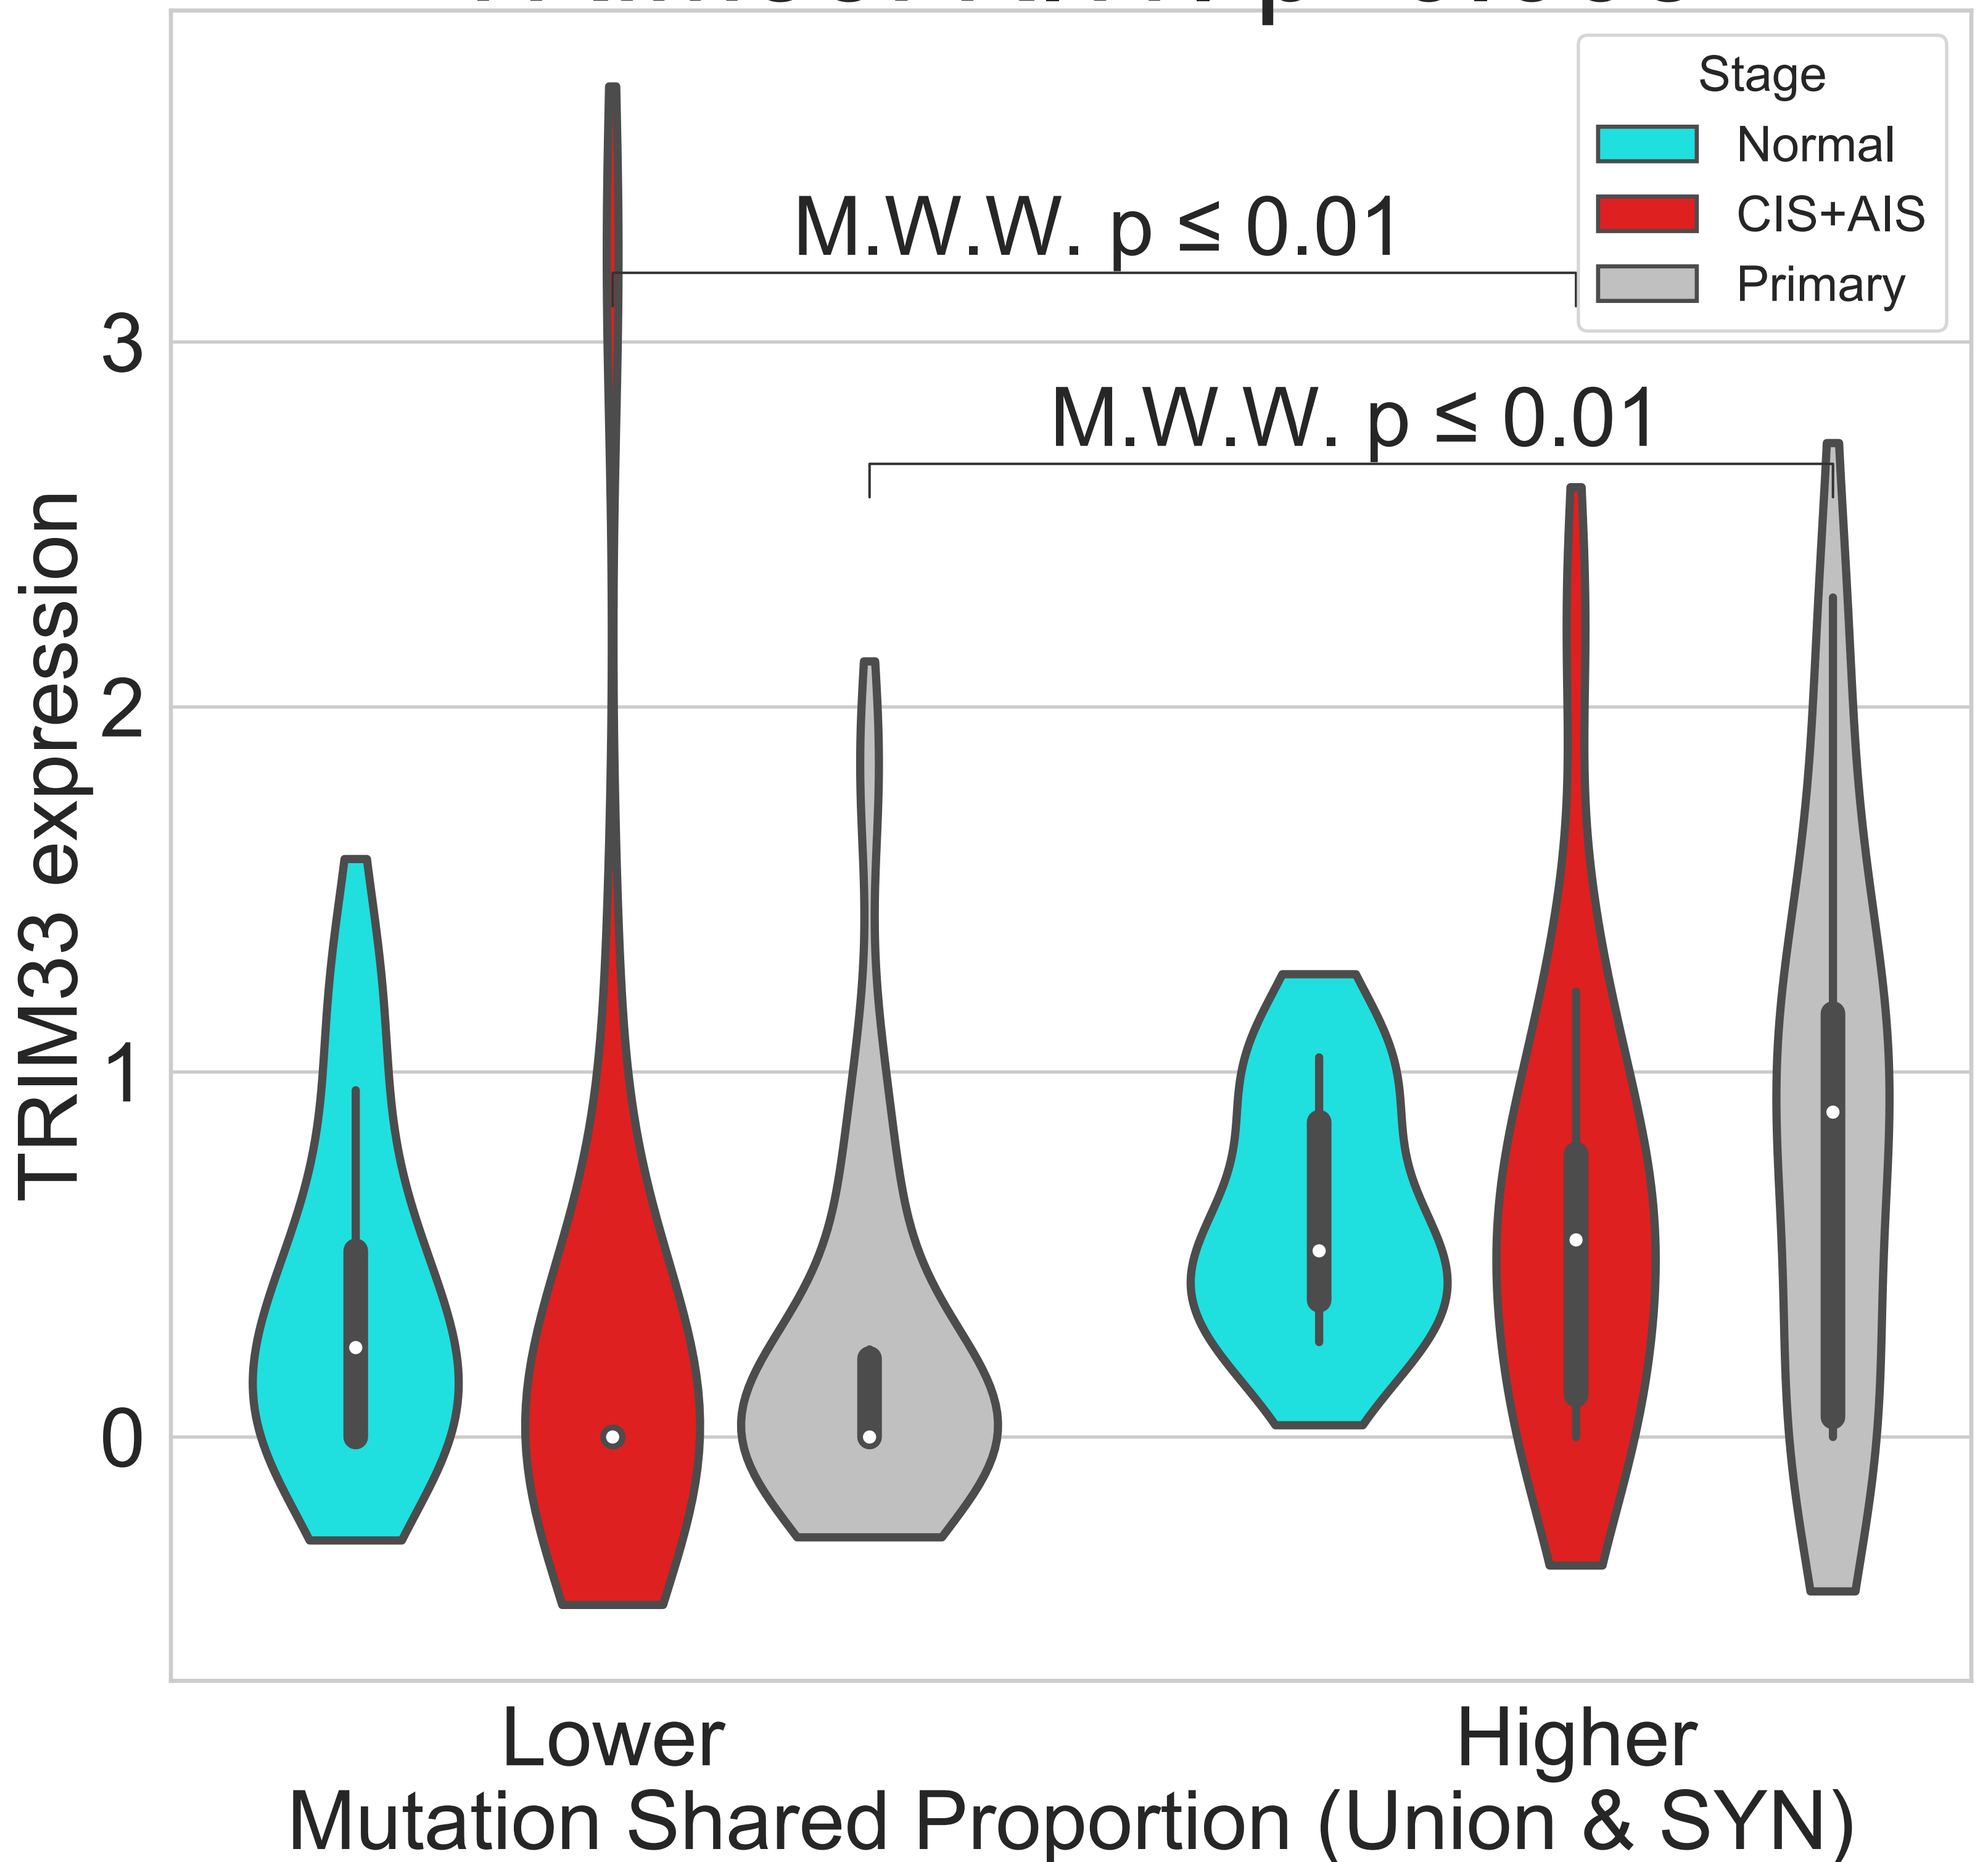 Stage
Normal
CIS+AIS
Primary
M.W.W. p ≤ 0.01
M.W.W. p ≤ 0.01
3
2
1
0
TRIM33 expression
Lower
Higher
Mutation Shared Proportion (Union & SYN)